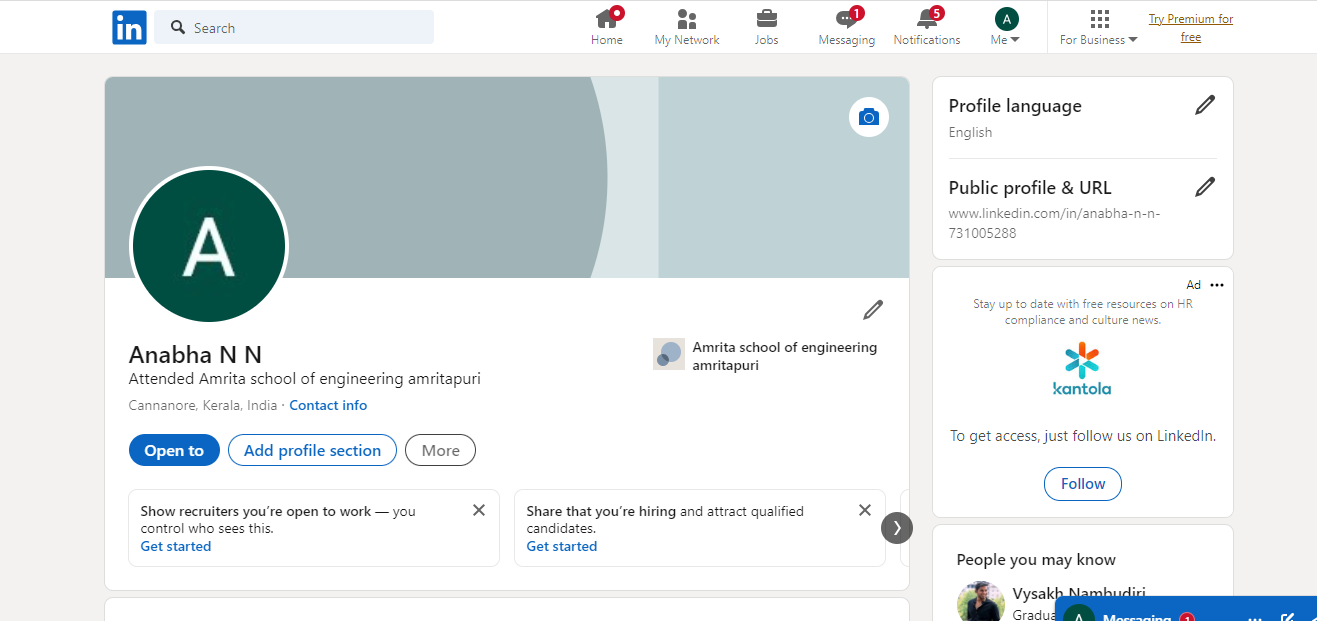 in
Search
Home
My Network
Jobs
1
Messaging
5
Notifications
A
Me
For Business
Try Premium for
free
A
Anabha N N
Attended Amrita school of engineering amritapuri
Cannanore, Kerala, India · Contact info
Amrita school of engineering
amritapuri
Open to
Add profile section
More
Show recruiters you’re open to work — you
control who sees this.
Get started
Share that you’re hiring and attract qualified
candidates.
Get started
Profile language
English
Public profile & URL
www.linkedin.com/in/anabha-n-n-
731005288
Ad
Stay up to date with free resources on HR
compliance and culture news.
kantola
To get access, just follow us on LinkedIn.
Follow
People you may know
Vysakh Nambudiri
A Messaging 1